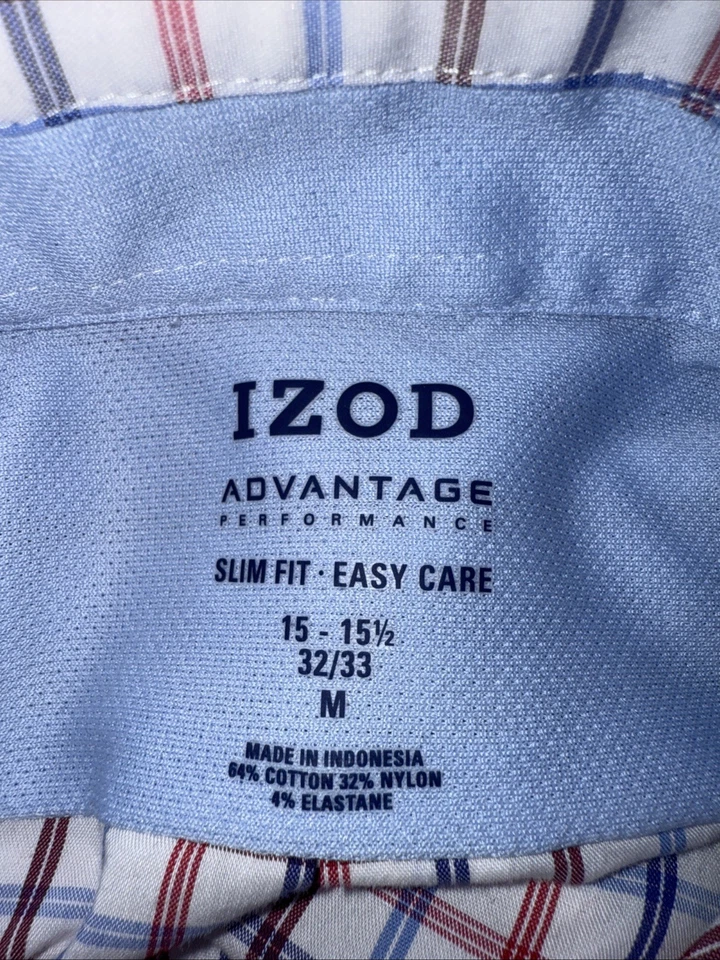 IZOD
ADVANTAGE
PERFORMANCE
SLIM FIT · EASY CARE
15 - 15½
32/33
M
MADE IN INDONESIA
64% COTTON 32% NYLON
4% ELASTANE